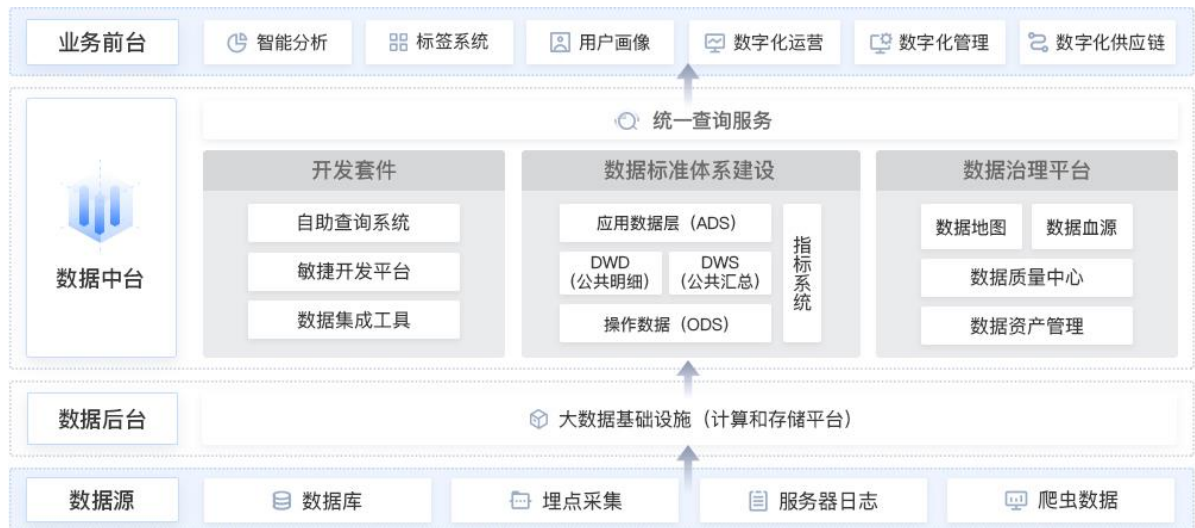 业务前台
智能分析
标签系统
用户画像
数字化运营
数字化管理
数字化供应链
数据中台
统一查询服务
开发套件
自助查询系统
敏捷开发平台
数据集成工具
数据标准体系建设
应用数据层（ADS）
DWD
(公共明细)
DWS
(公共汇总)
操作数据（ODS）
指标系统
数据治理平台
数据地图
数据血源
数据质量中心
数据资产管理
数据后台
大数据基础设施（计算和存储平台）
数据源
数据库
埋点采集
服务器日志
爬虫数据